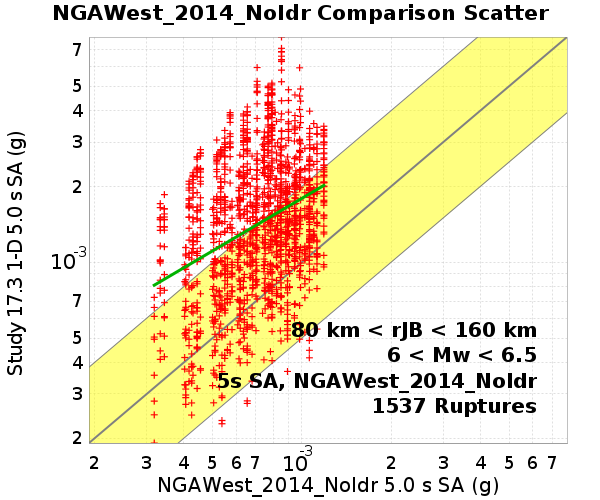 NGAWest_2014_NoIdr Comparison Scatter
Study 17.3 1-D 5.0 s SA (g)
7
5
4
3
2
10-3
7
5
4
3
2
80 km < rJB < 160 km
6 < Mw < 6.5
5s SA, NGAWest_2014_NoIdr
1537 Ruptures
2 3 4 5 6 7 10-3 2 3 4 5 6 7
NGAWest_2014_NoIdr 5.0 s SA (g)